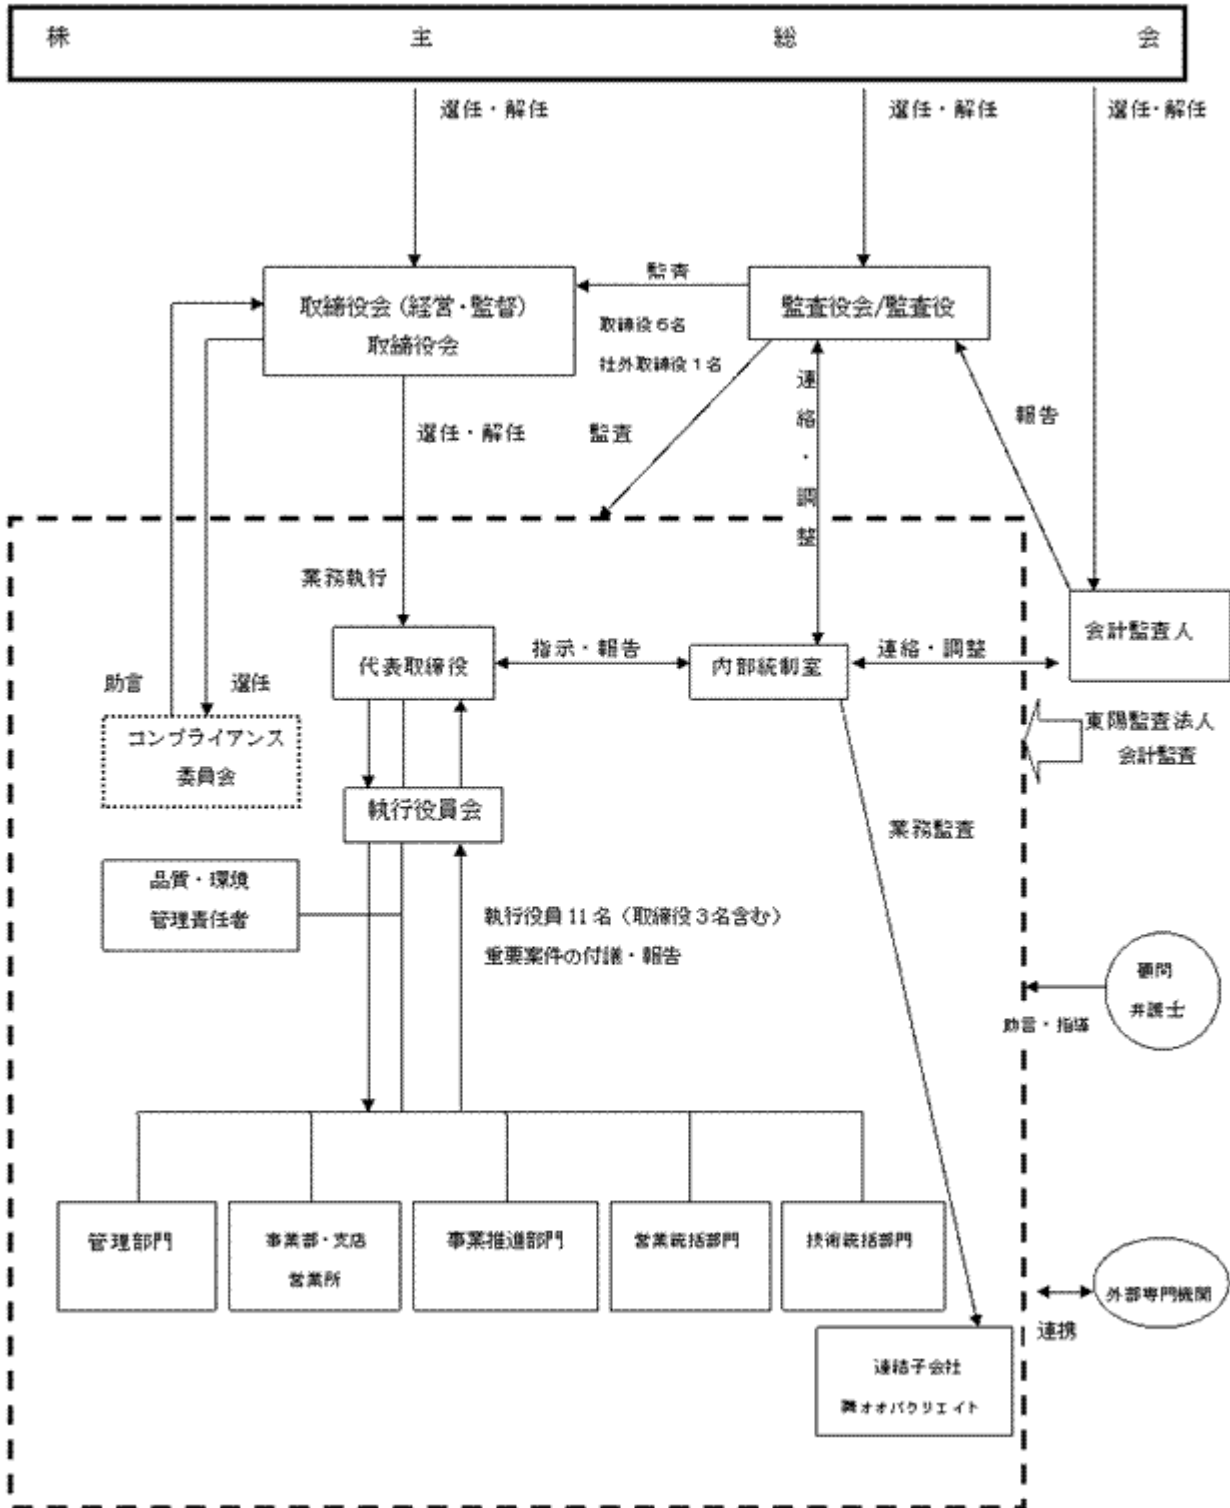 株主総会
選任・解任
選任・解任
選任・解任
取締役会(経営・監督)
取締役会
監査
監査役会/監査役
取締役6名
社外取締役1名
連絡・調整
報告
選任・解任
監査
業務執行
代表取締役
指示・報告
内部統制室
連絡・調整
会計監査人
助言
選任
コンプライアンス
委員会
東陽監査法人
会計監査
執行役員会
業務監査
品質・環境
管理責任者
執行役員11名(取締役3名含む)
重要案件の付議・報告
顧問
弁護士
助言・指導
管理部門
事業部・支店
営業所
事業推進部門
営業統括部門
技術統括部門
外部専門機関
連携
連結子会社
㈱オオバクリエイト